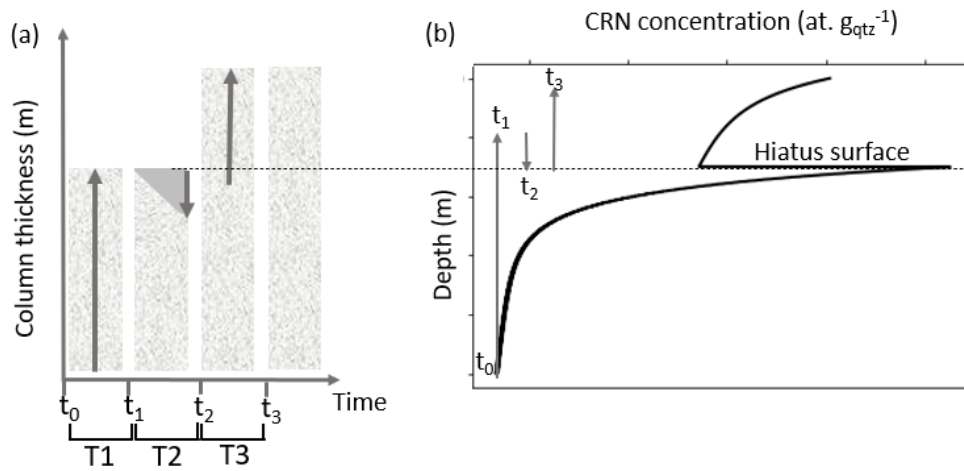 (a)
Column thickness (m)
Time
t0 t1 t2 t3
T1 T2 T3
(b)
CRN concentration (at. gqtz-1)
Depth (m)
t3
t1
Hiatus surface
t2
t0